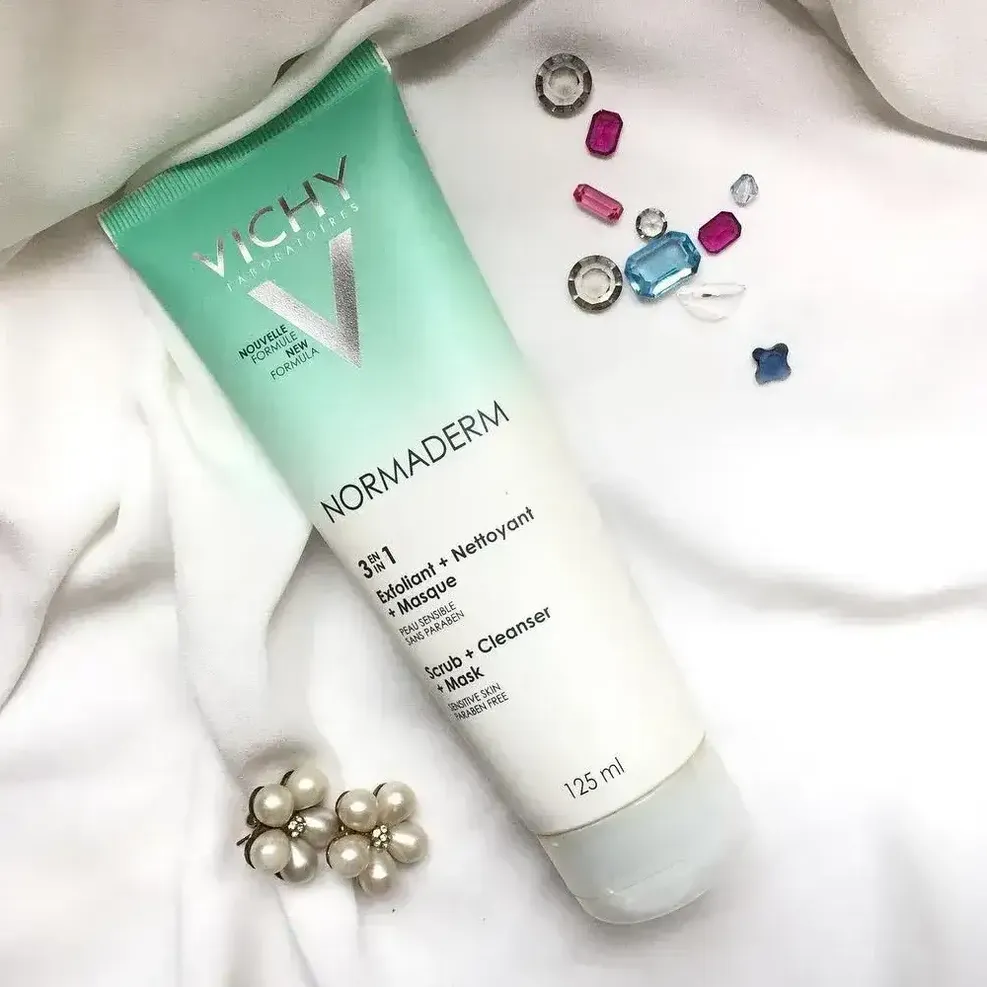 VICHY
LABORATOIRES
NOUVELLE
FORMULE
NEW
FORMULA
NORMADERM
3 EN IN 1
Exfoliant + Nettoyant
+ Masque
PEAU SENSIBLE
SANS PARABEN
Scrub + Cleanser
+ Mask
SENSITIVE SKIN
PARABEN FREE
125 ml